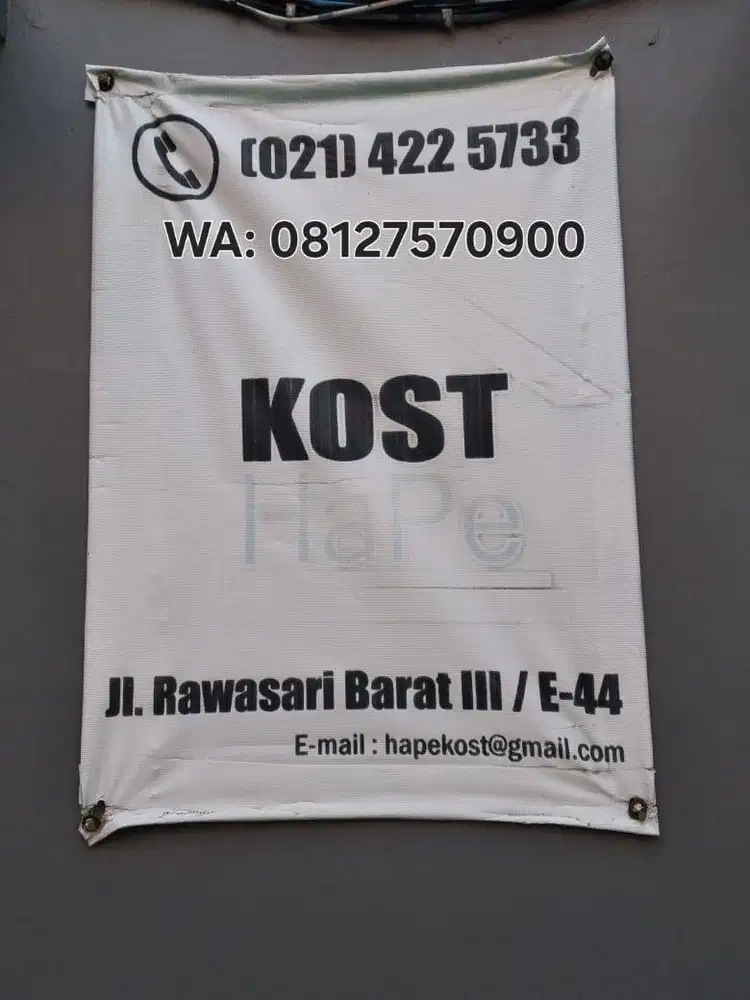 (021) 422 5733
WA: 08127570900
KOST
HaPe
Jl. Rawasari Barat III / E-44
E-mail : hapekost@gmail.com